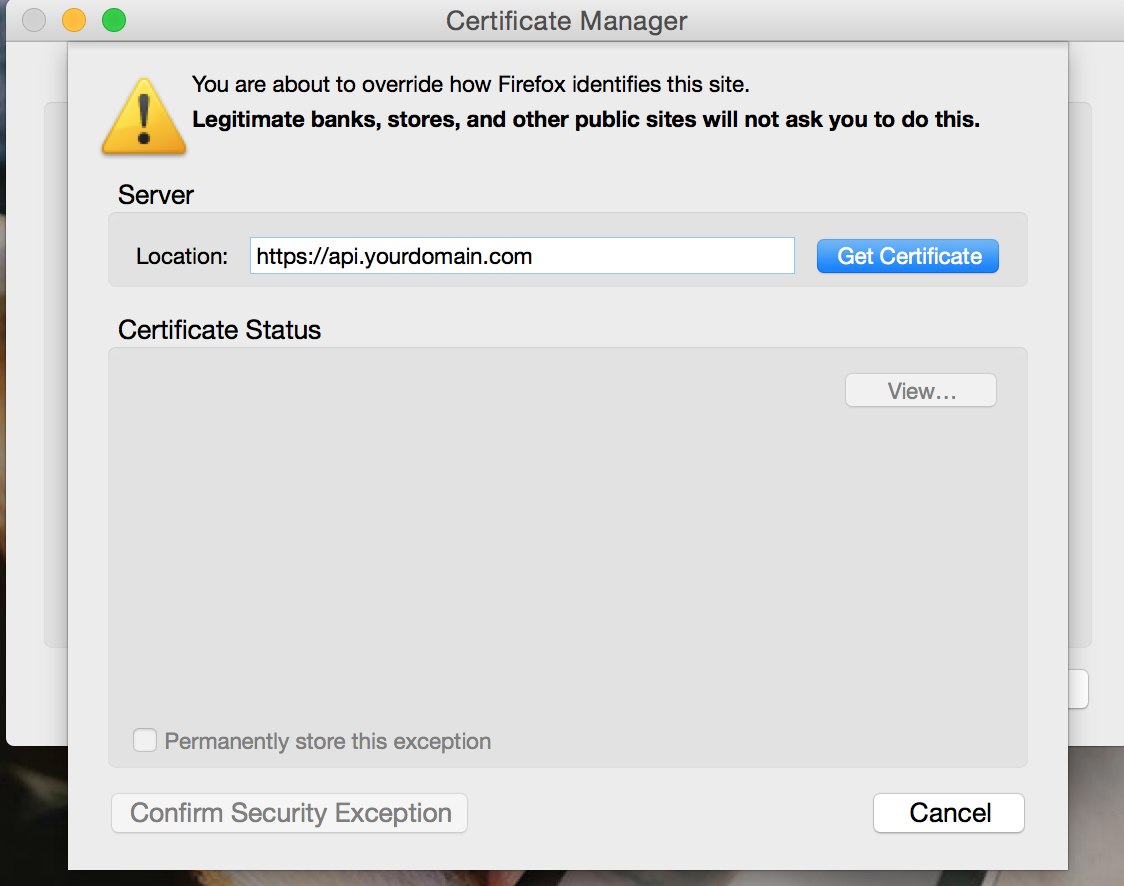 Certificate Manager
You are about to override how Firefox identifies this site.
Legitimate banks, stores, and other public sites will not ask you to do this.
Server
Location: https://api.yourdomain.com Get Certificate
Certificate Status
View…
Permanently store this exception
Confirm Security Exception Cancel